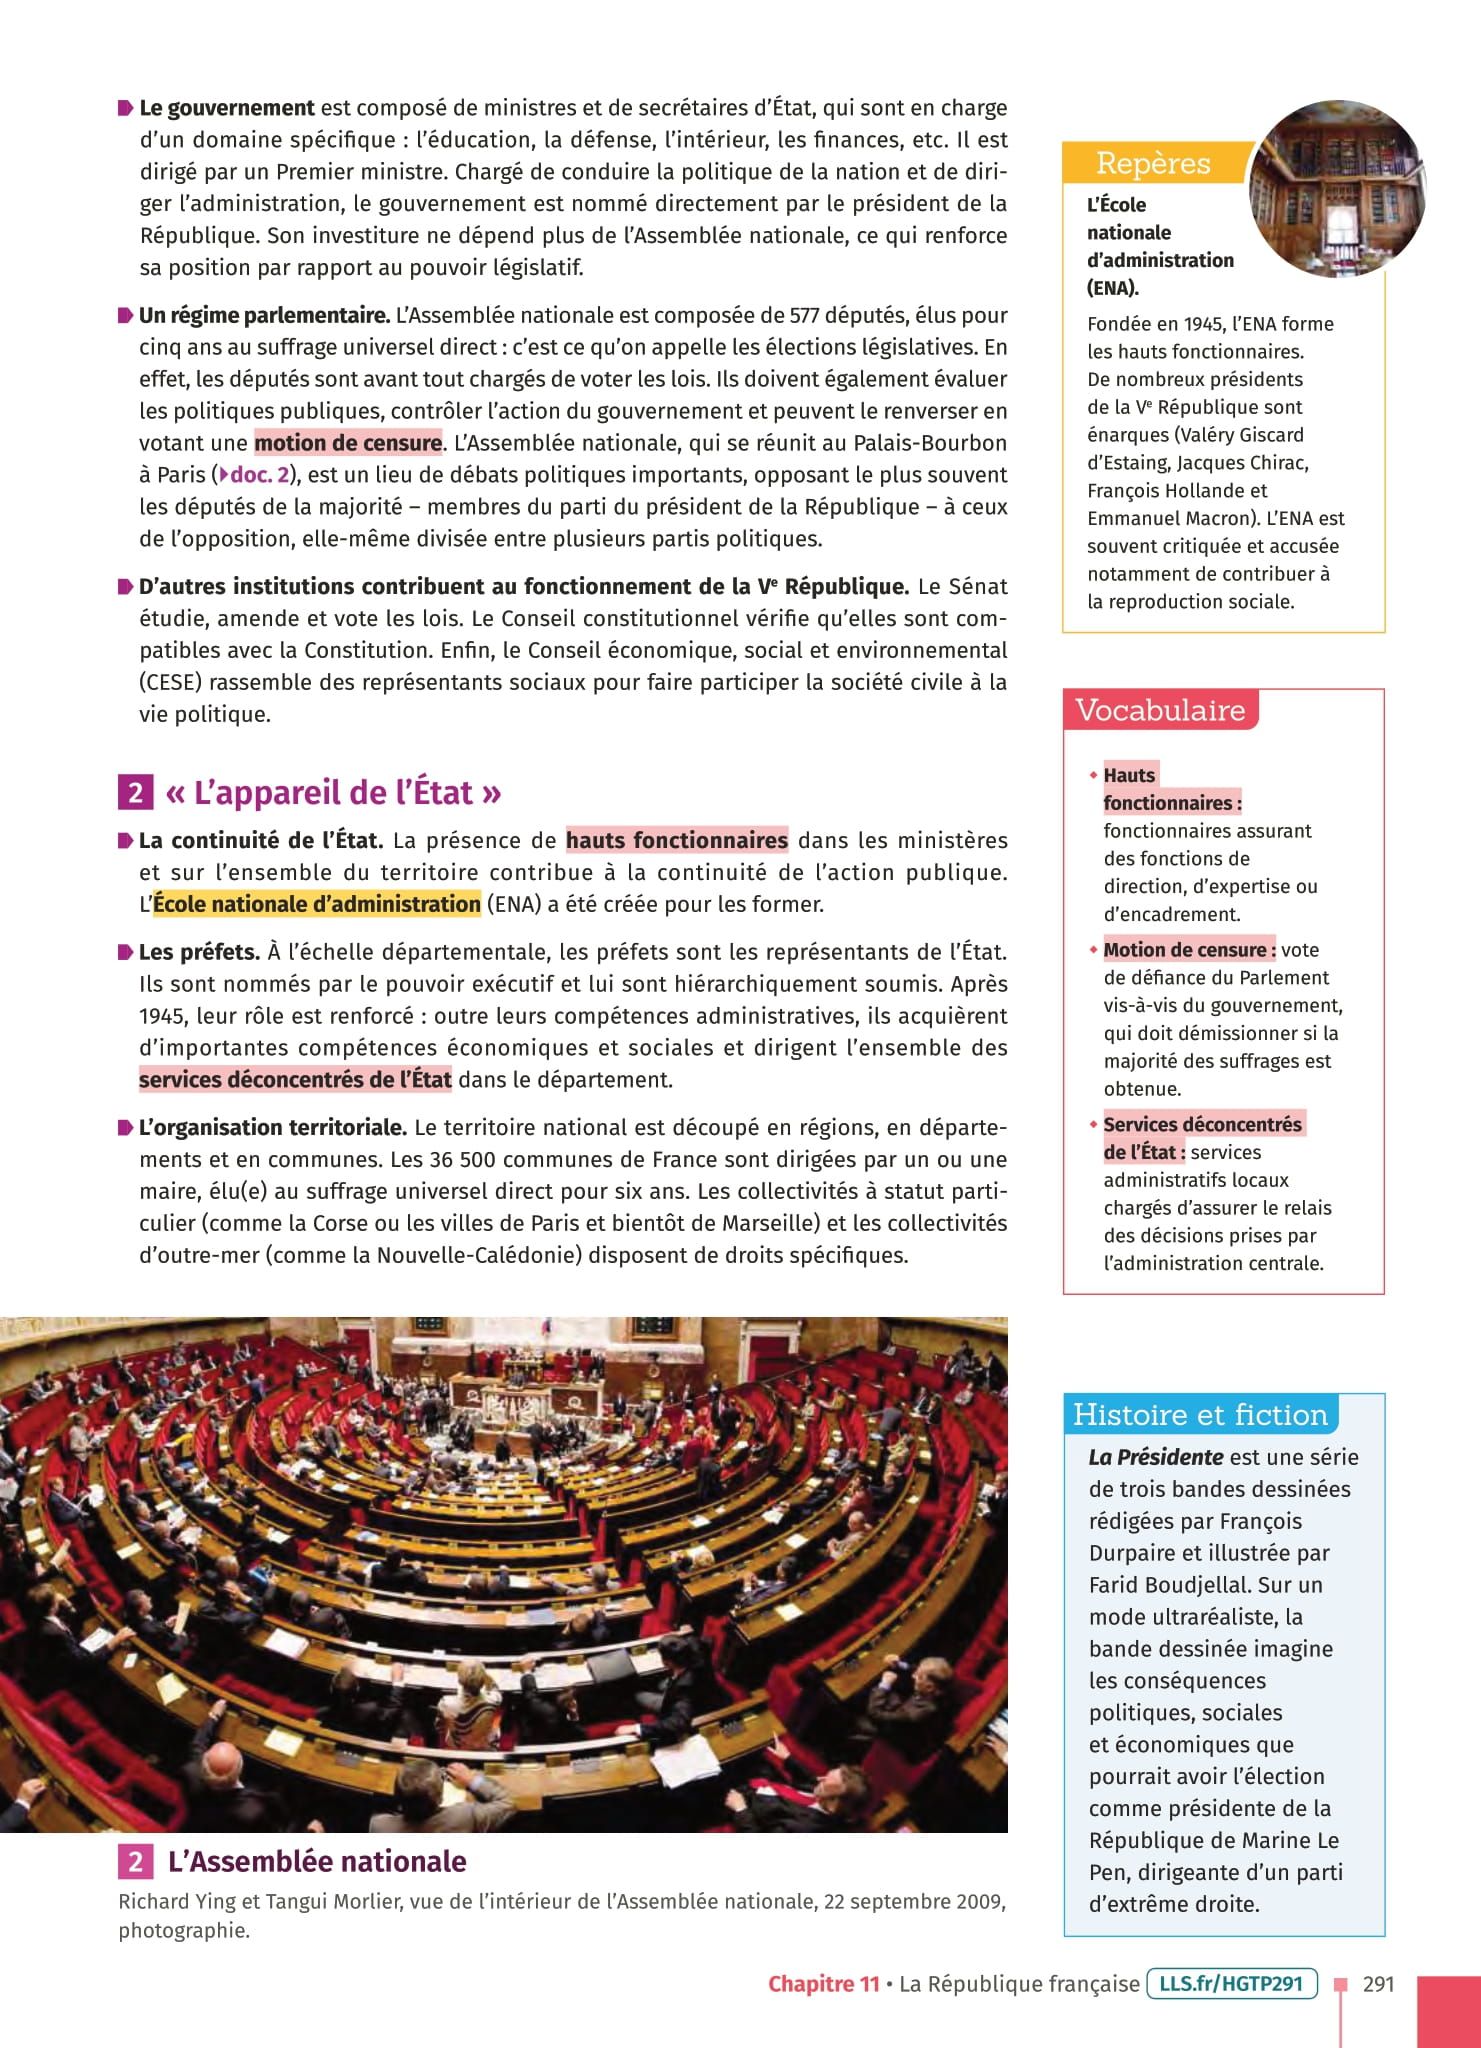 Le gouvernement est composé de ministres et de secrétaires d’État, qui sont en charge
d’un domaine spécifique : l’éducation, la défense, l’intérieur, les finances, etc. Il est
dirigé par un Premier ministre. Chargé de conduire la politique de la nation et de diri-
ger l’administration, le gouvernement est nommé directement par le président de la
République. Son investiture ne dépend plus de l’Assemblée nationale, ce qui renforce
sa position par rapport au pouvoir législatif.
Un régime parlementaire. L’Assemblée nationale est composée de 577 députés, élus pour
cinq ans au suffrage universel direct : c’est ce qu’on appelle les élections législatives. En
effet, les députés sont avant tout chargés de voter les lois. Ils doivent également évaluer
les politiques publiques, contrôler l’action du gouvernement et peuvent le renverser en
votant une motion de censure. L’Assemblée nationale, qui se réunit au Palais-Bourbon
à Paris (doc. 2), est un lieu de débats politiques importants, opposant le plus souvent
les députés de la majorité – membres du parti du président de la République – à ceux
de l’opposition, elle-même divisée entre plusieurs partis politiques.
D’autres institutions contribuent au fonctionnement de la Ve République. Le Sénat
étudie, amende et vote les lois. Le Conseil constitutionnel vérifie qu’elles sont com-
patibles avec la Constitution. Enfin, le Conseil économique, social et environnemental
(CESE) rassemble des représentants sociaux pour faire participer la société civile à la
vie politique.
2 « L’appareil de l’État »
La continuité de l’État. La présence de hauts fonctionnaires dans les ministères
et sur l’ensemble du territoire contribue à la continuité de l’action publique.
L’École nationale d’administration (ENA) a été créée pour les former.
Les préfets. À l’échelle départementale, les préfets sont les représentants de l’État.
Ils sont nommés par le pouvoir exécutif et lui sont hiérarchiquement soumis. Après
1945, leur rôle est renforcé : outre leurs compétences administratives, ils acquièrent
d’importantes compétences économiques et sociales et dirigent l’ensemble des
services déconcentrés de l’État dans le département.
L’organisation territoriale. Le territoire national est découpé en régions, en départe-
ments et en communes. Les 36 500 communes de France sont dirigées par un ou une
maire, élu(e) au suffrage universel direct pour six ans. Les collectivités à statut parti-
culier (comme la Corse ou les villes de Paris et bientôt de Marseille) et les collectivités
d’outre-mer (comme la Nouvelle-Calédonie) disposent de droits spécifiques.
2 L’Assemblée nationale
Richard Ying et Tangui Morlier, vue de l’intérieur de l’Assemblée nationale, 22 septembre 2009,
photographie.
Repères
L’École
nationale
d’administration
(ENA).
Fondée en 1945, l’ENA forme
les hauts fonctionnaires.
De nombreux présidents
de la Ve République sont
énarques (Valéry Giscard
d’Estaing, Jacques Chirac,
François Hollande et
Emmanuel Macron). L’ENA est
souvent critiquée et accusée
notamment de contribuer à
la reproduction sociale.
Vocabulaire
• Hauts
fonctionnaires :
fonctionnaires assurant
des fonctions de
direction, d’expertise ou
d’encadrement.
• Motion de censure : vote
de défiance du Parlement
vis-à-vis du gouvernement,
qui doit démissionner si la
majorité des suffrages est
obtenue.
• Services déconcentrés
de l’État : services
administratifs locaux
chargés d’assurer le relais
des décisions prises par
l’administration centrale.
Histoire et fiction
La Présidente est une série
de trois bandes dessinées
rédigées par François
Durpaire et illustrée par
Farid Boudjellal. Sur un
mode ultraréaliste, la
bande dessinée imagine
les conséquences
politiques, sociales
et économiques que
pourrait avoir l’élection
comme présidente de la
République de Marine Le
Pen, dirigeante d’un parti
d’extrême droite.
Chapitre 11 • La République française LLS.fr/HGTP291 291